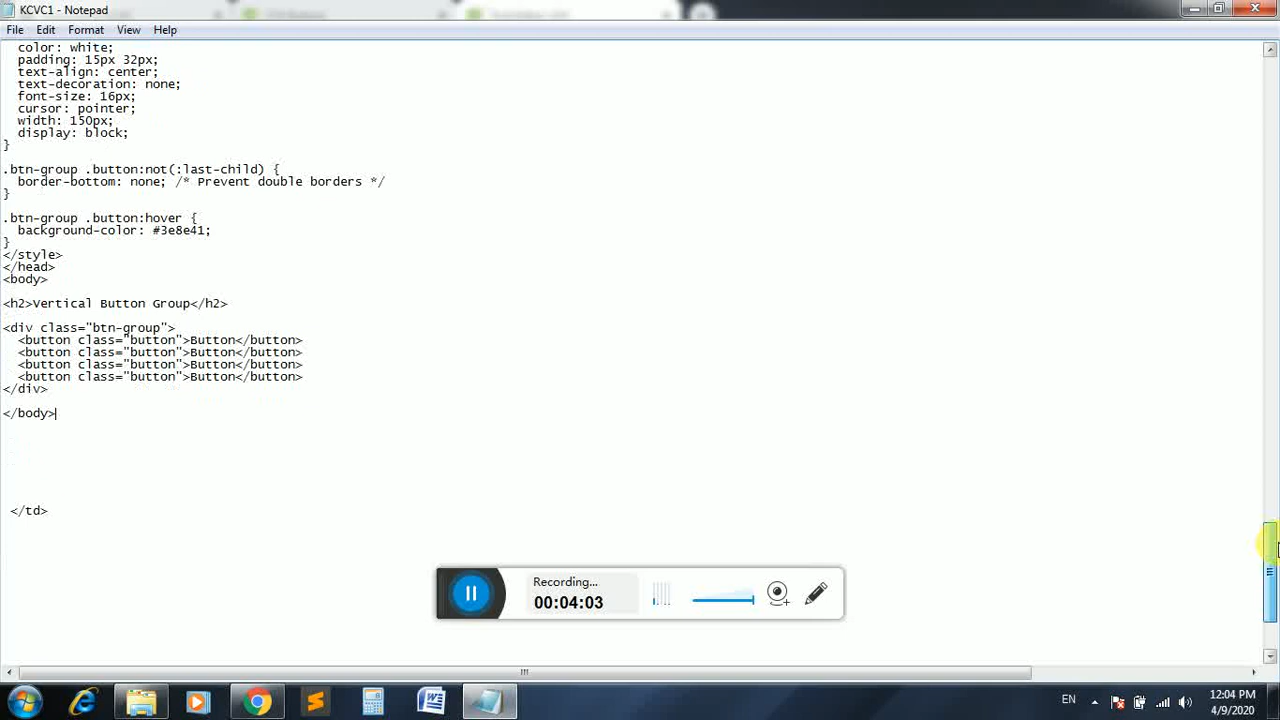 KCVC1 - Notepad
File Edit Format View Help
  color: white;
  padding: 15px 32px;
  text-align: center;
  text-decoration: none;
  font-size: 16px;
  cursor: pointer;
  width: 150px;
  display: block;
}
.btn-group .button:not(:last-child) {
  border-bottom: none; /* Prevent double borders */
}
.btn-group .button:hover {
  background-color: #3e8e41;
}
</style>
</head>
<body>
<h2>Vertical Button Group</h2>
<div class="btn-group">
  <button class="button">Button</button>
  <button class="button">Button</button>
  <button class="button">Button</button>
  <button class="button">Button</button>
</div>
</body>
 </td>
Recording...
00:04:03
EN
12:04 PM
4/9/2020